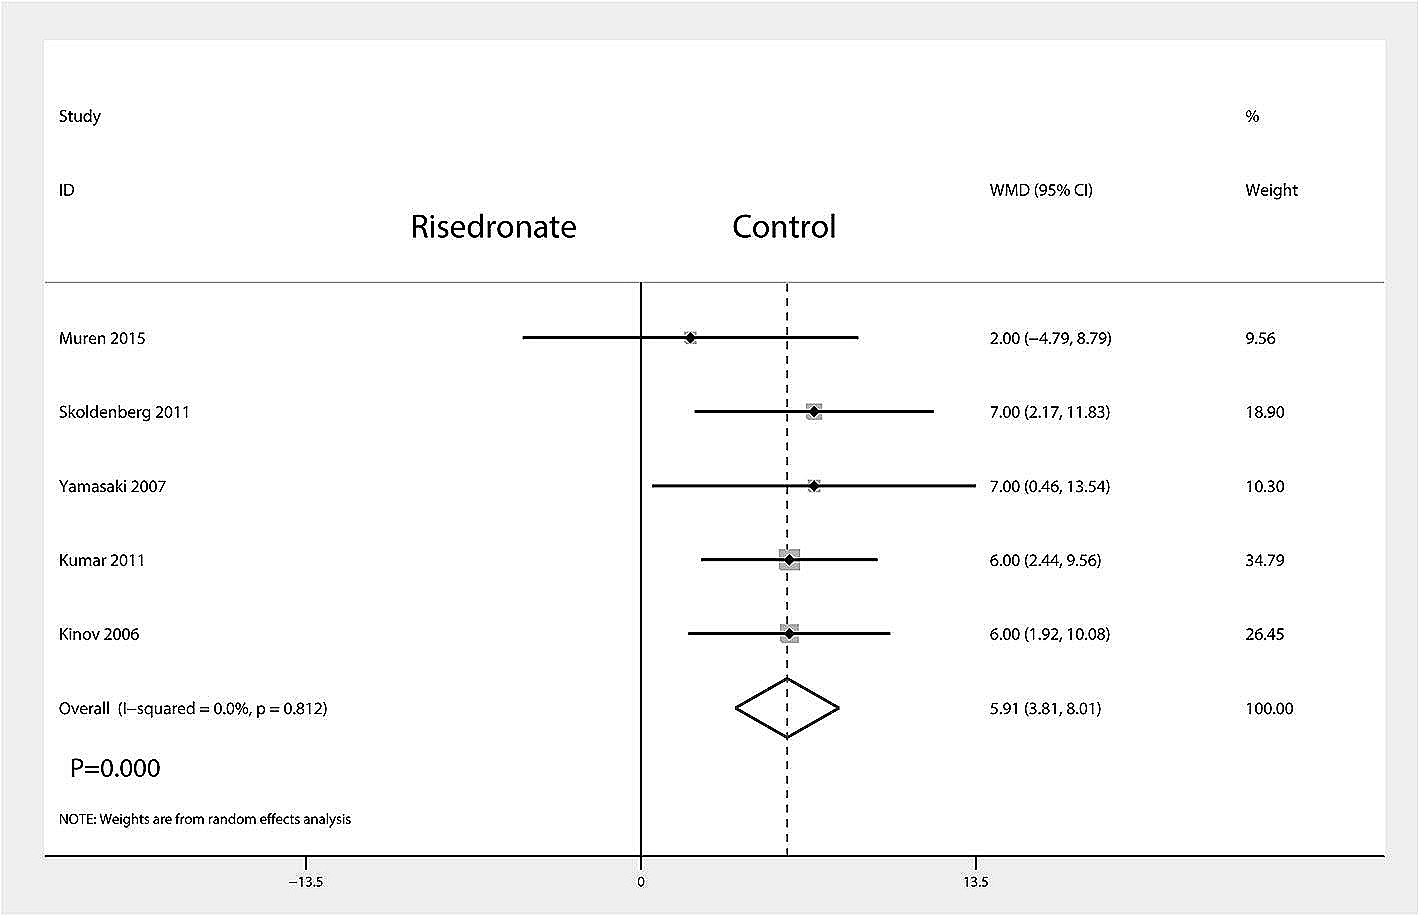 Study %
ID WMD (95% CI) Weight
Risedronate Control
Muren 2015 2.00 (−4.79, 8.79) 9.56
Skoldenberg 2011 7.00 (2.17, 11.83) 18.90
Yamasaki 2007 7.00 (0.46, 13.54) 10.30
Kumar 2011 6.00 (2.44, 9.56) 34.79
Kinov 2006 6.00 (1.92, 10.08) 26.45
Overall (I−squared = 0.0%, p = 0.812) 5.91 (3.81, 8.01) 100.00
P=0.000
NOTE: Weights are from random effects analysis
−13.5 0 13.5